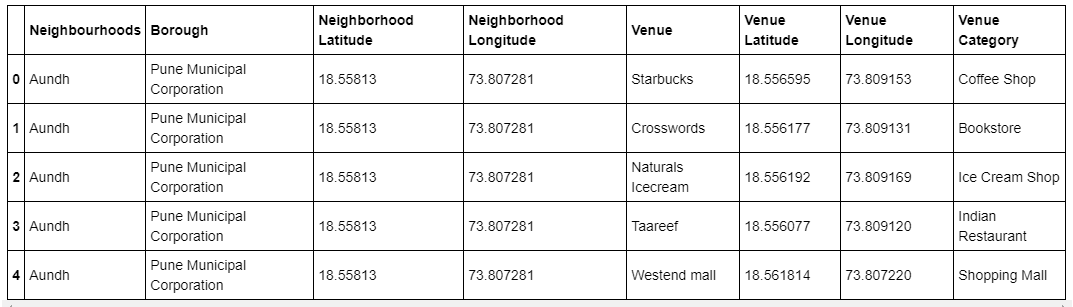 Neighbourhoods Borough Neighborhood Latitude Neighborhood Longitude Venue Venue Latitude Venue Longitude Venue Category
0 Aundh Pune Municipal Corporation 18.55813 73.807281 Starbucks 18.556595 73.809153 Coffee Shop
1 Aundh Pune Municipal Corporation 18.55813 73.807281 Crosswords 18.556177 73.809131 Bookstore
2 Aundh Pune Municipal Corporation 18.55813 73.807281 Naturals Icecream 18.556192 73.809169 Ice Cream Shop
3 Aundh Pune Municipal Corporation 18.55813 73.807281 Taareef 18.556077 73.809120 Indian Restaurant
4 Aundh Pune Municipal Corporation 18.55813 73.807281 Westend mall 18.561814 73.807220 Shopping Mall